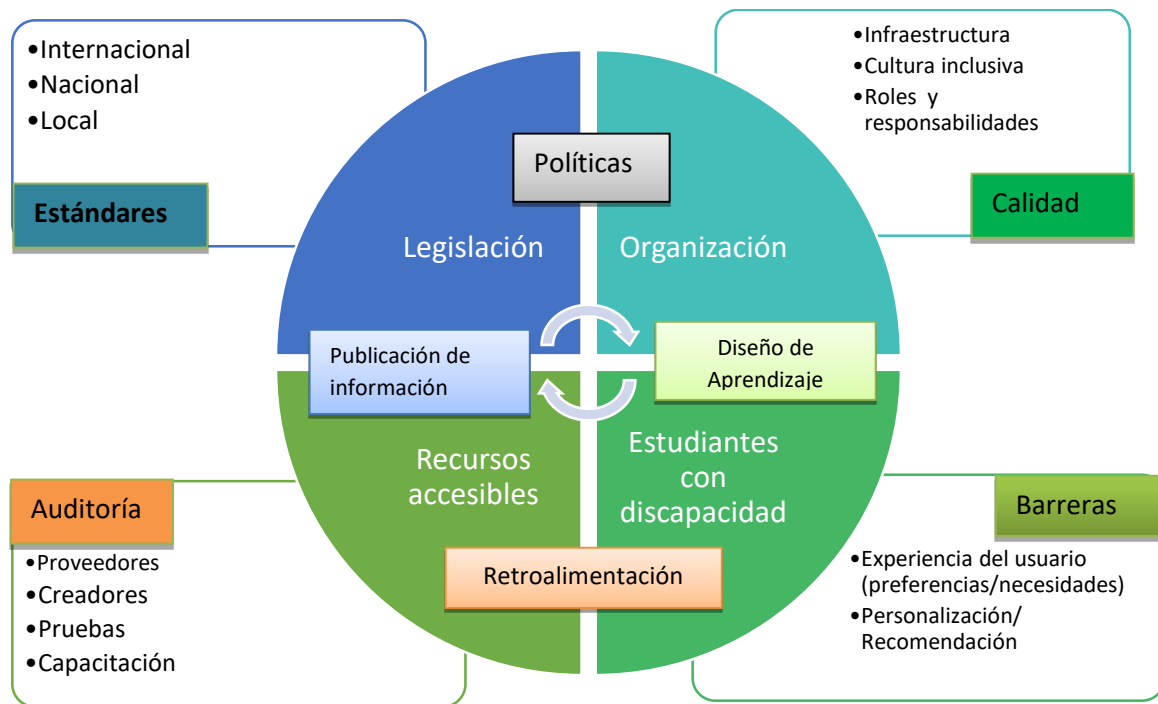 •Internacional
•Nacional
•Local
Estándares
•Infraestructura
•Cultura inclusiva
•Roles y
responsabilidades
Calidad
Políticas
Legislación
Organización
Publicación de
información
Diseño de
Aprendizaje
Recursos
accesibles
Estudiantes
con
discapacidad
Retroalimentación
Auditoría
•Proveedores
•Creadores
•Pruebas
•Capacitación
Barreras
•Experiencia del usuario
(preferencias/necesidades)
•Personalización/
Recomendación